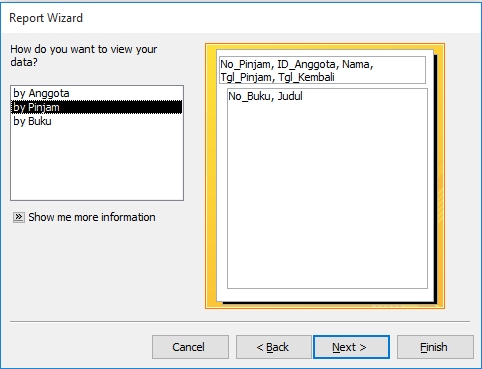 Report Wizard
How do you want to view your
data?
by Anggota
by Pinjam
by Buku
Show me more information
No_Pinjam, ID_Anggota, Nama,
Tgl_Pinjam, Tgl_Kembali
No_Buku, Judul
Cancel
< Back
Next >
Finish